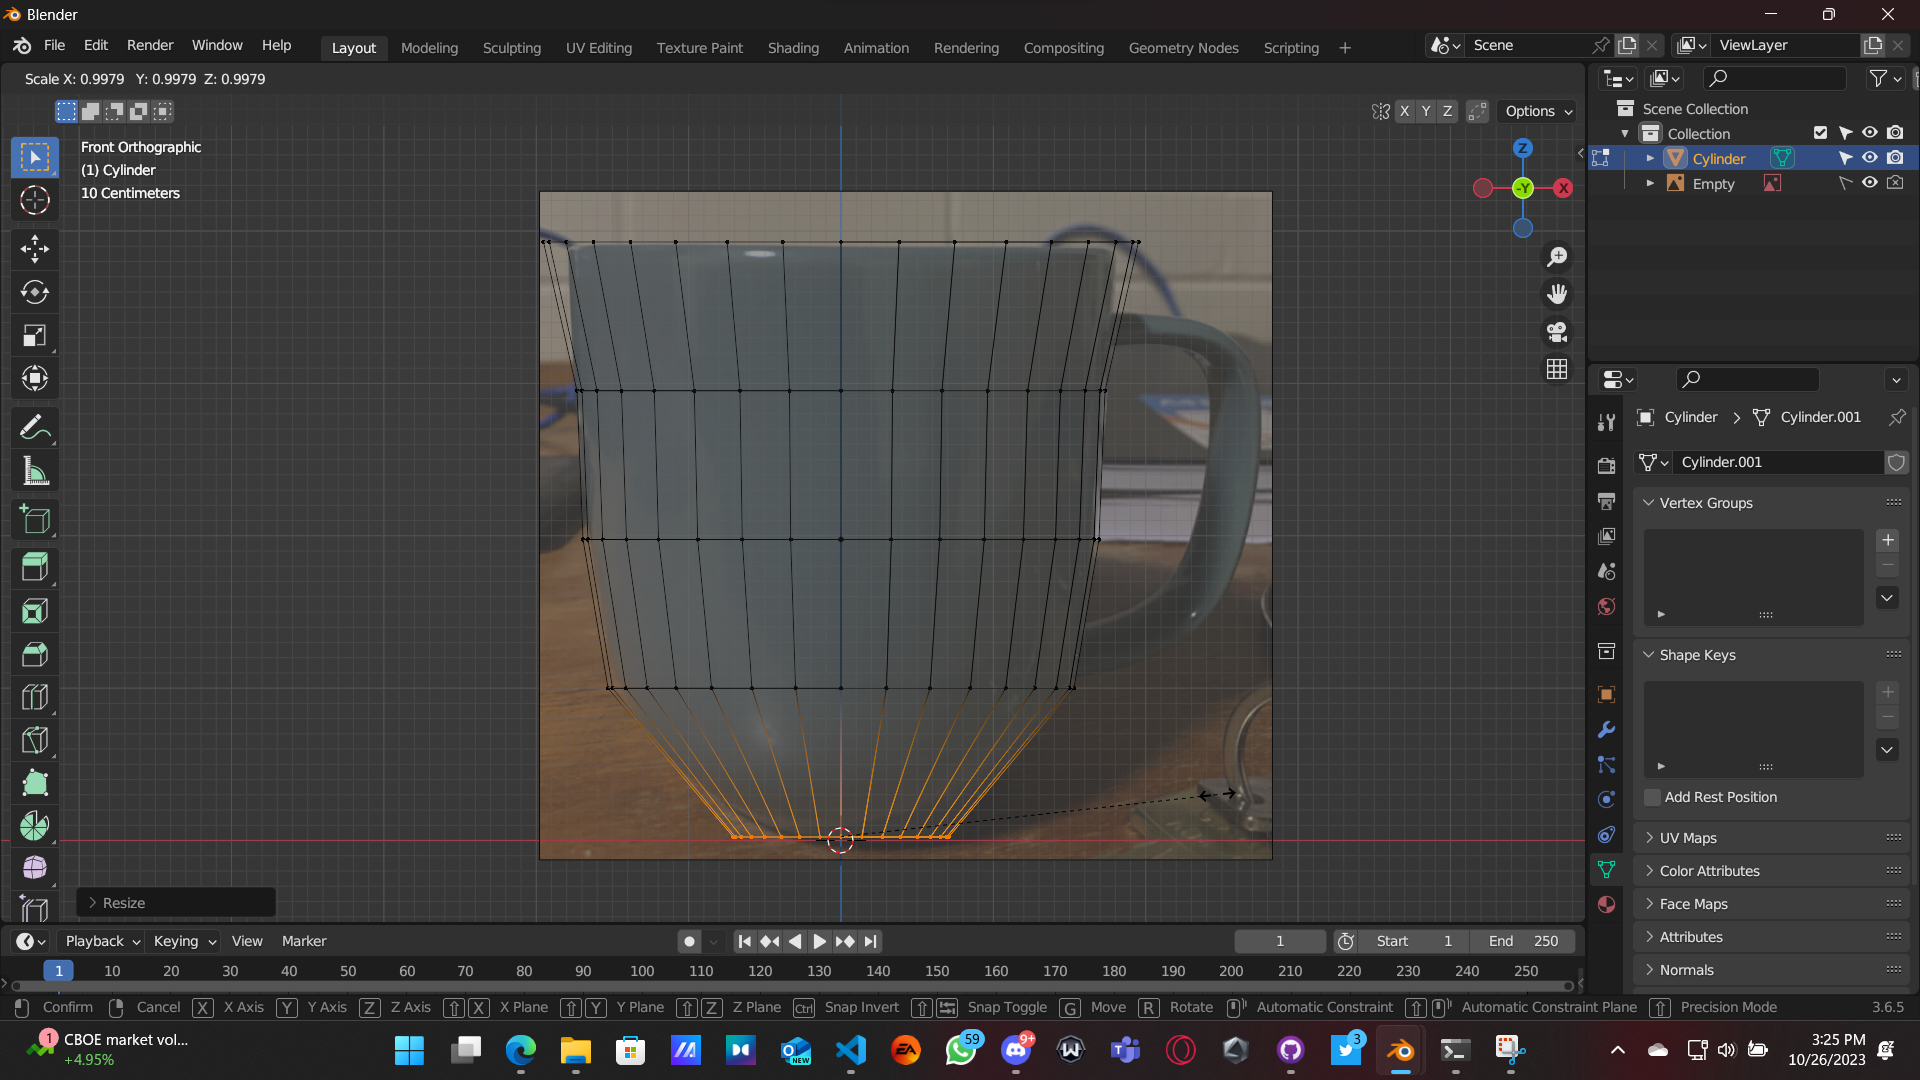 Blender
File Edit Render Window Help
Layout Modeling Sculpting UV Editing Texture Paint Shading Animation Rendering Compositing Geometry Nodes Scripting +
Scene
ViewLayer
Scale X: 0.9979 Y: 0.9979 Z: 0.9979
X Y Z
Options
Front Orthographic
(1) Cylinder
10 Centimeters
Z
-Y
X
Resize
Scene Collection
Collection
Cylinder
Empty
Cylinder > Cylinder.001
Cylinder.001
Vertex Groups
Shape Keys
Add Rest Position
UV Maps
Color Attributes
Face Maps
Attributes
Normals
Playback Keying View Marker
1
Start 1
End 250
1 10 20 30 40 50 60 70 80 90 100 110 120 130 140 150 160 170 180 190 200 210 220 230 240 250
Confirm Cancel X X Axis Y Y Axis Z Z Axis X X Plane Y Y Plane Z Z Plane Ctrl Snap Invert Snap Toggle G Move R Rotate Automatic Constraint Automatic Constraint Plane Precision Mode 3.6.5
1
CBOE market vol...
+4.95%
NEW
EA
59
9+
3
3:25 PM
10/26/2023